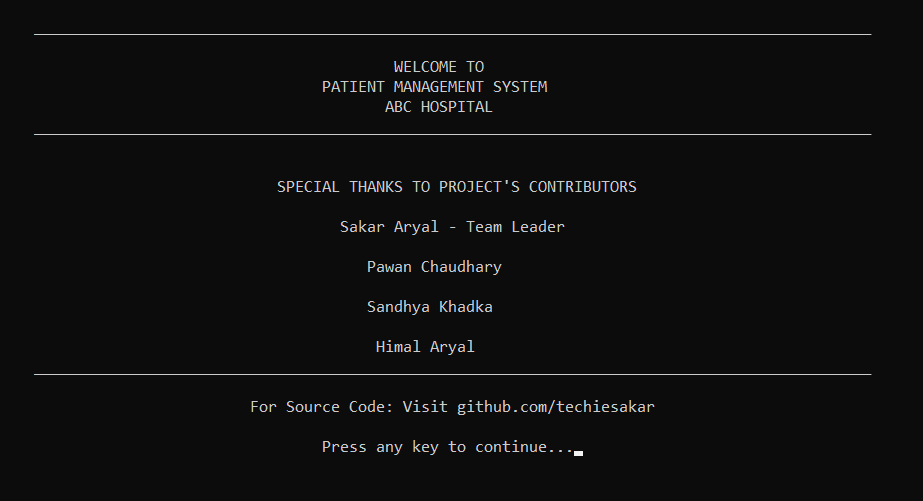 WELCOME TO
PATIENT MANAGEMENT SYSTEM
ABC HOSPITAL
SPECIAL THANKS TO PROJECT'S CONTRIBUTORS
Sakar Aryal - Team Leader
Pawan Chaudhary
Sandhya Khadka
Himal Aryal
For Source Code: Visit github.com/techiesakar
Press any key to continue...